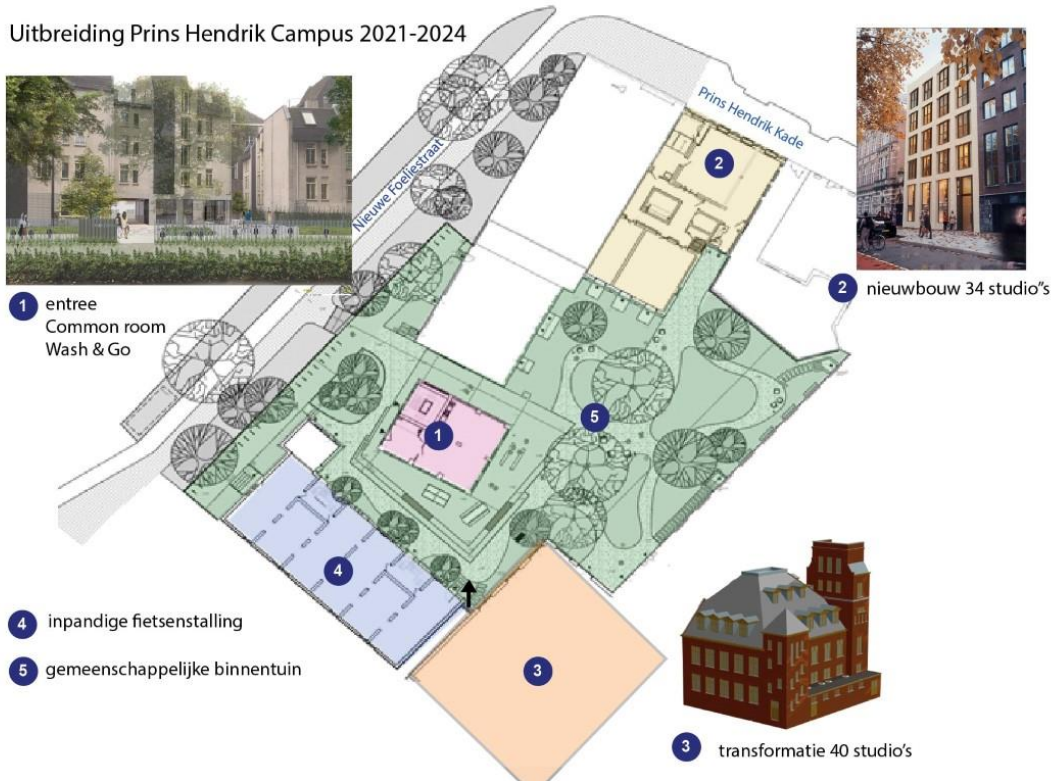 Uitbreiding Prins Hendrik Campus 2021-2024
Nieuwe Foeliestraat
Prins Hendrik Kade
2
1
entree
Common room
Wash & Go
2
nieuwbouw 34 studio"s
1
5
4
3
4
inpandige fietsenstalling
5
gemeenschappelijke binnentuin
3
transformatie 40 studio's